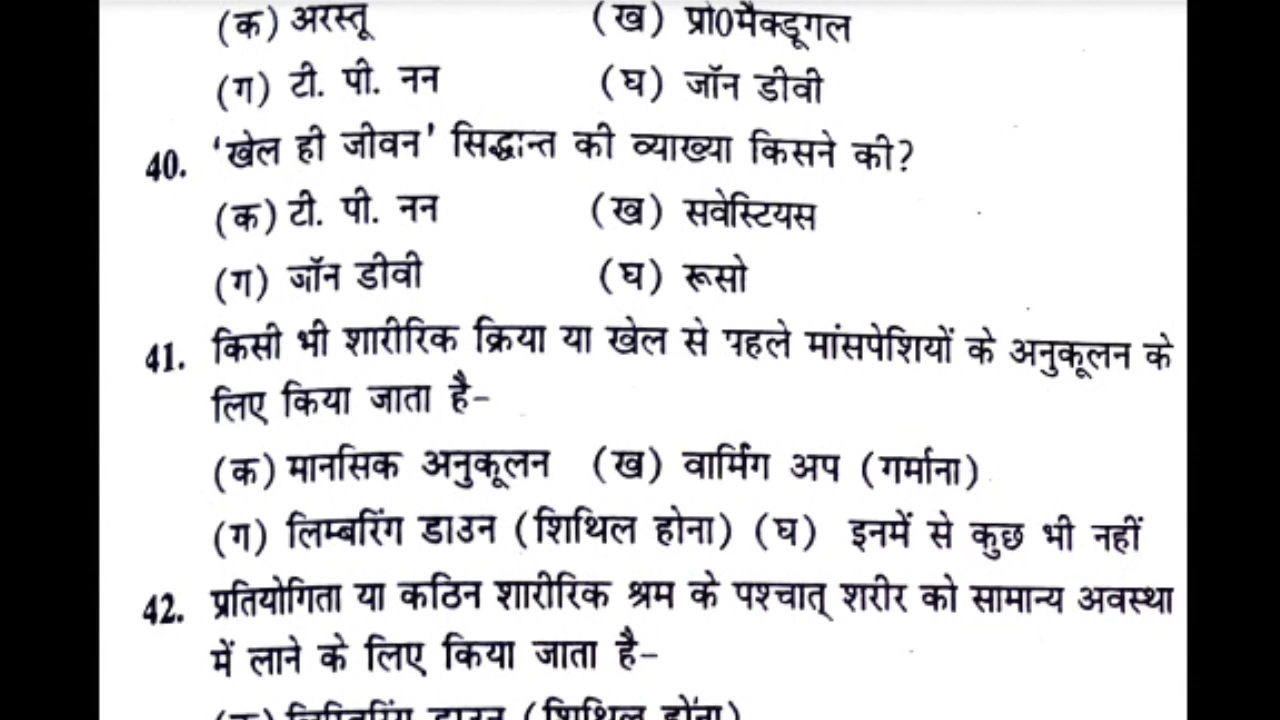 (क) अरस्तू (ख) प्रो0मैक्डूगल
(ग) टी. पी. नन (घ) जॉन डीवी
40. 'खेल ही जीवन' सिद्धान्त की व्याख्या किसने की?
(क) टी. पी. नन (ख) सवेस्टियस
(ग) जॉन डीवी (घ) रूसो
41. किसी भी शारीरिक क्रिया या खेल से पहले मांसपेशियों के अनुकूलन के
लिए किया जाता है-
(क) मानसिक अनुकूलन (ख) वार्मिंग अप (गर्माना)
(ग) लिम्बरिंग डाउन (शिथिल होना) (घ) इनमें से कुछ भी नहीं
42. प्रतियोगिता या कठिन शारीरिक श्रम के पश्चात् शरीर को सामान्य अवस्था
में लाने के लिए किया जाता है-
डाउन (शिथिल होना)